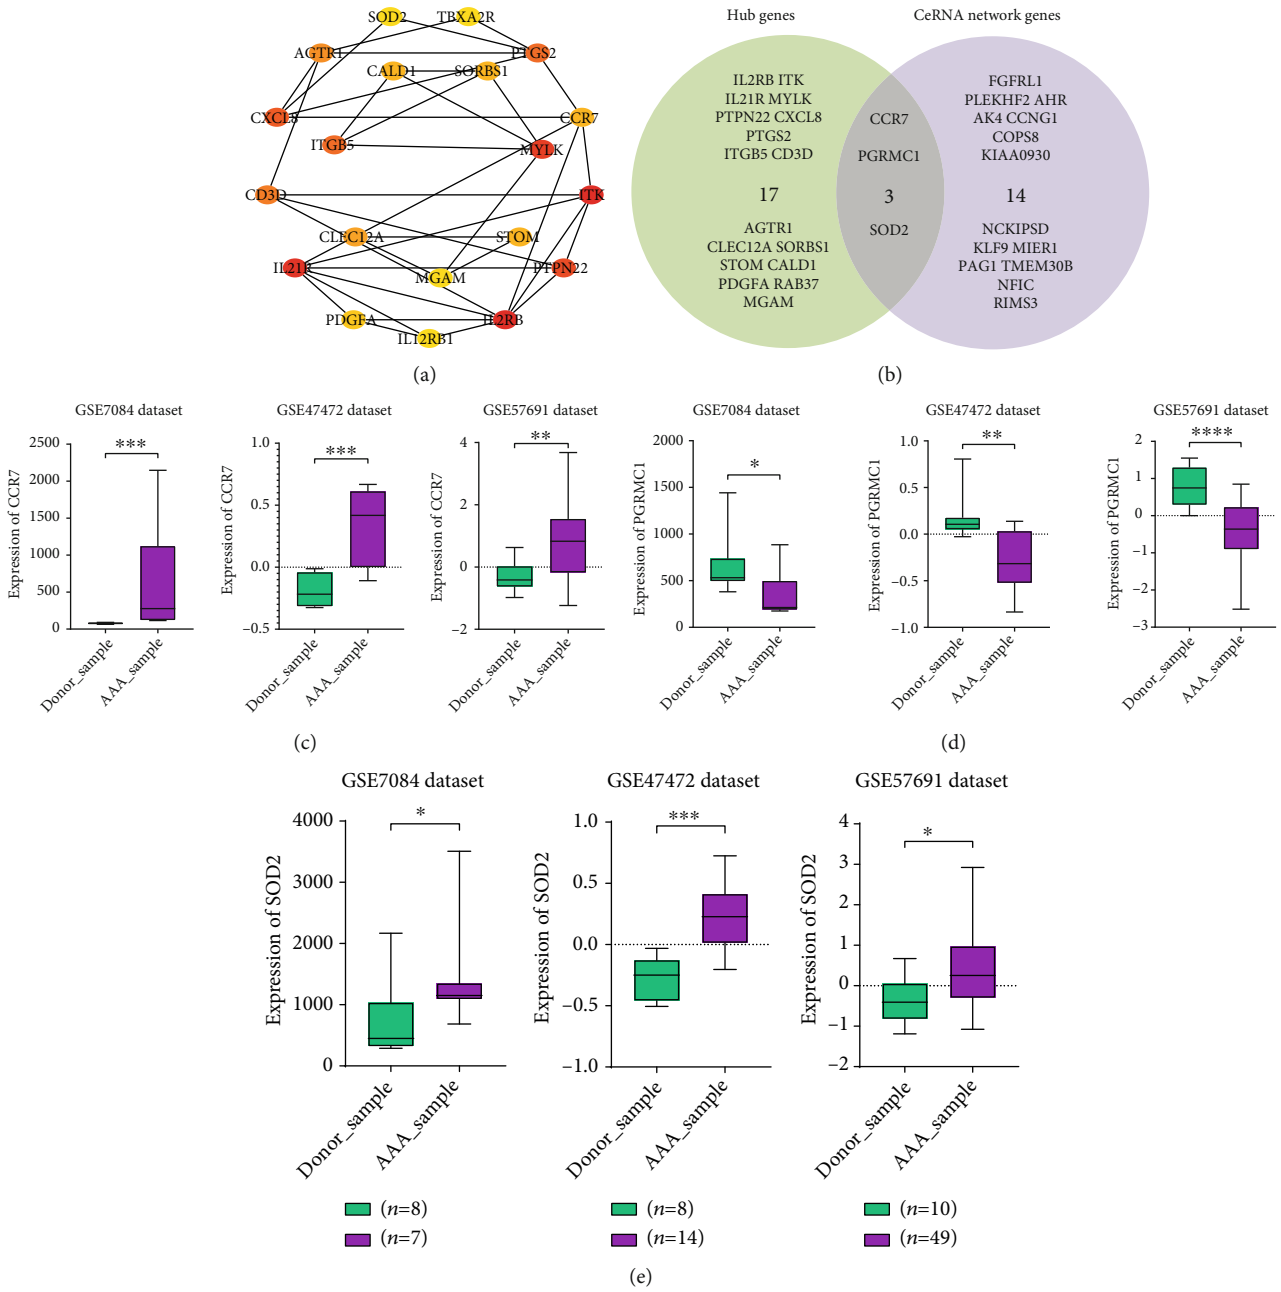 SOD2 TBXA2R
AGTR1 PTGS2
CALD1 SORBS1
CXCL8 CCR7
ITGB5 MYLK
CD3D ITK
CLEC12A STOM
IL21R PTPN22
MGAM
PDGFA IL2RB
IL12RB1
(a)
Hub genes CeRNA network genes
IL2RB ITK
IL21R MYLK
PTPN22 CXCL8
PTGS2
ITGB5 CD3D
17
AGTR1
CLEC12A SORBS1
STOM CALD1
PDGFA RAB37
MGAM
CCR7
PGRMC1
3
SOD2
FGFRL1
PLEKHF2 AHR
AK4 CCNG1
COPS8
KIAA0930
14
NCKIPSD
KLF9 MIER1
PAG1 TMEM30B
NFIC
RIMS3
(b)
GSE7084 dataset
Expression of CCR7
2500
2000
1500
1000
500
0
***
Donor_sample
AAA_sample
GSE47472 dataset
Expression of CCR7
1.0
0.5
0.0
−0.5
***
Donor_sample
AAA_sample
GSE57691 dataset
Expression of CCR7
4
2
0
−2
**
Donor_sample
AAA_sample
(c)
GSE7084 dataset
Expression of PGRMC1
2000
1500
1000
500
0
*
Donor_sample
AAA_sample
GSE47472 dataset
Expression of PGRMC1
1.0
0.5
0.0
−0.5
−1.0
**
Donor_sample
AAA_sample
GSE57691 dataset
Expression of PGRMC1
2
1
0
−1
−2
−3
****
Donor_sample
AAA_sample
(d)
GSE7084 dataset
Expression of SOD2
4000
3000
2000
1000
0
*
Donor_sample
AAA_sample
(n=8)
(n=7)
GSE47472 dataset
Expression of SOD2
1.0
0.5
0.0
−0.5
−1.0
***
Donor_sample
AAA_sample
(n=8)
(n=14)
GSE57691 dataset
Expression of SOD2
4
3
2
1
0
−1
−2
*
Donor_sample
AAA_sample
(n=10)
(n=49)
(e)